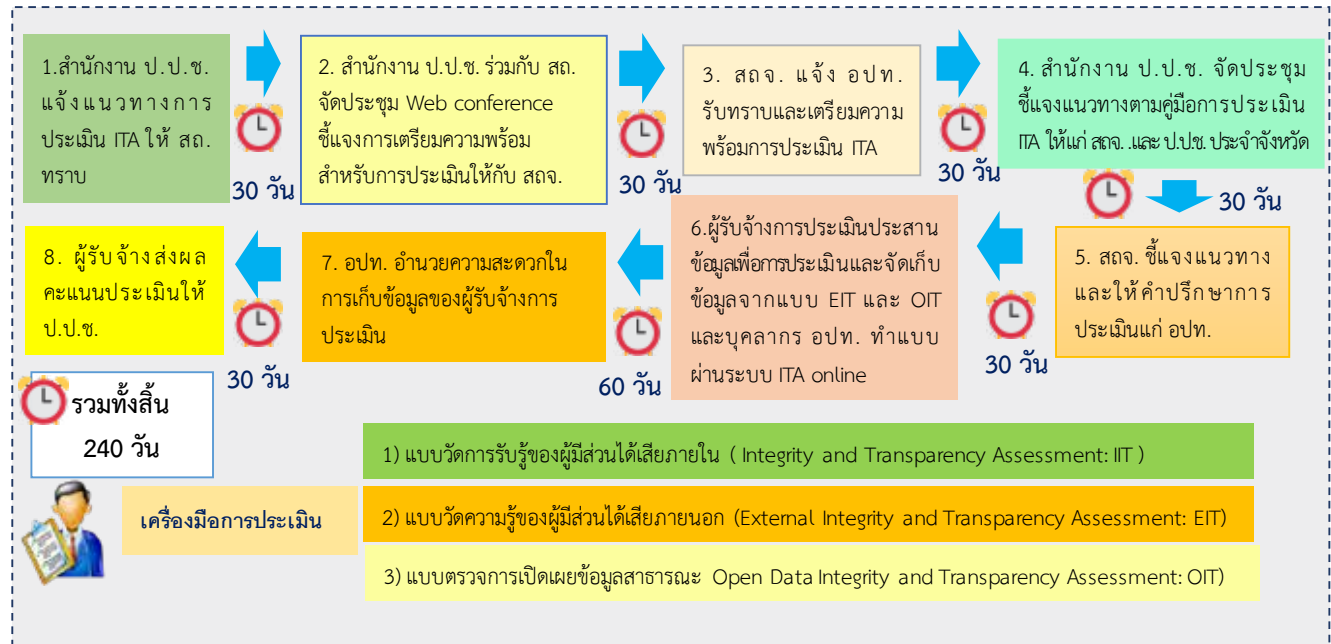 1.สำนักงาน ป.ป.ช.
แจ้งแนวทางการ
ประเมิน ITA ให้ สถ.
ทราบ
30 วัน
2. สำนักงาน ป.ป.ช. ร่วมกับ สถ.
จัดประชุม Web conference
ชี้แจงการเตรียมความพร้อม
สำหรับการประเมินให้กับ สถจ.
30 วัน
3. สถจ. แจ้ง อปท.
รับทราบและเตรียมความ
พร้อมการประเมิน ITA
30 วัน
4. สำนักงาน ป.ป.ช. จัดประชุม
ชี้แจงแนวทางตามคู่มือการประเมิน
ITA ให้แก่ สถจ. .และ ป.ป.ช. ประจำจังหวัด
30 วัน
5. สถจ. ชี้แจงแนวทาง
และให้คำปรึกษาการ
ประเมินแก่ อปท.
30 วัน
6.ผู้รับจ้างการประเมินประสาน
ข้อมูลเพื่อการประเมินและจัดเก็บ
ข้อมูลจากแบบ EIT และ OIT
และบุคลากร อปท. ทำแบบ
ผ่านระบบ ITA online
60 วัน
7. อปท. อำนวยความสะดวกใน
การเก็บข้อมูลของผู้รับจ้างการ
ประเมิน
30 วัน
8. ผู้รับจ้างส่งผล
คะแนนประเมินให้
ป.ป.ช.
รวมทั้งสิ้น
240 วัน
เครื่องมือการประเมิน
1) แบบวัดการรับรู้ของผู้มีส่วนได้เสียภายใน ( Integrity and Transparency Assessment: IIT )
2) แบบวัดความรู้ของผู้มีส่วนได้เสียภายนอก (External Integrity and Transparency Assessment: EIT)
3) แบบตรวจการเปิดเผยข้อมูลสาธารณะ Open Data Integrity and Transparency Assessment: OIT)